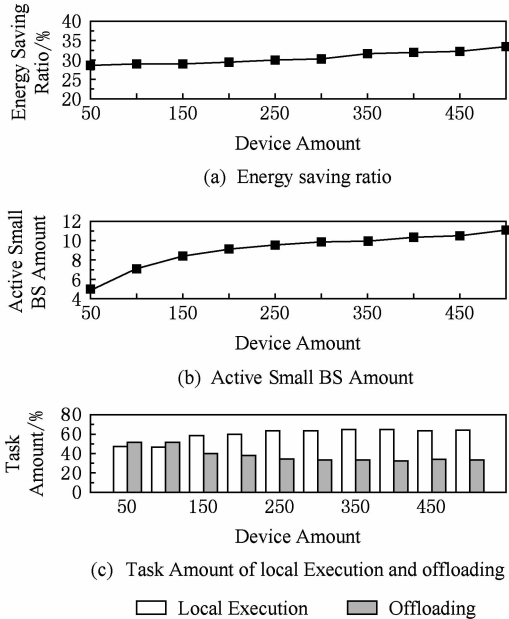 Energy Saving
Ratio/%
40
35
30
25
20
50
150
250
350
450
Device Amount
(a) Energy saving ratio
Active Small
BS Amount
12
10
8
6
4
50
150
250
350
450
Device Amount
(b) Active Small BS Amount
Task
Amount/%
80
60
40
20
0
50
150
250
350
450
Device Amount
(c) Task Amount of local Execution and offloading
Local Execution
Offloading